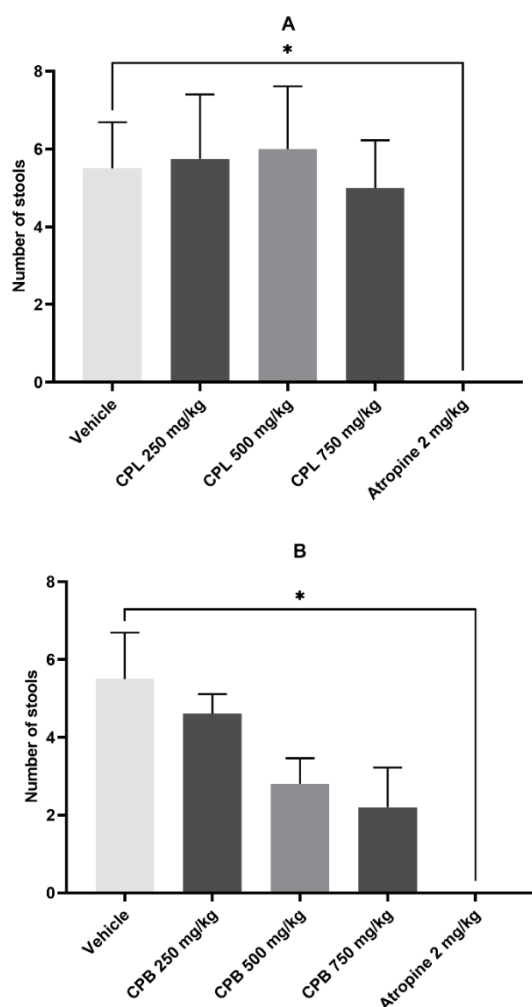 A
*
8
6
4
2
0
Number of stools
Vehicle
CPL 250 mg/kg
CPL 500 mg/kg
CPL 750 mg/kg
Atropine 2 mg/kg
B
*
8
6
4
2
0
Number of stools
Vehicle
CPB 250 mg/kg
CPB 500 mg/kg
CPB 750 mg/kg
Atropine 2 mg/kg